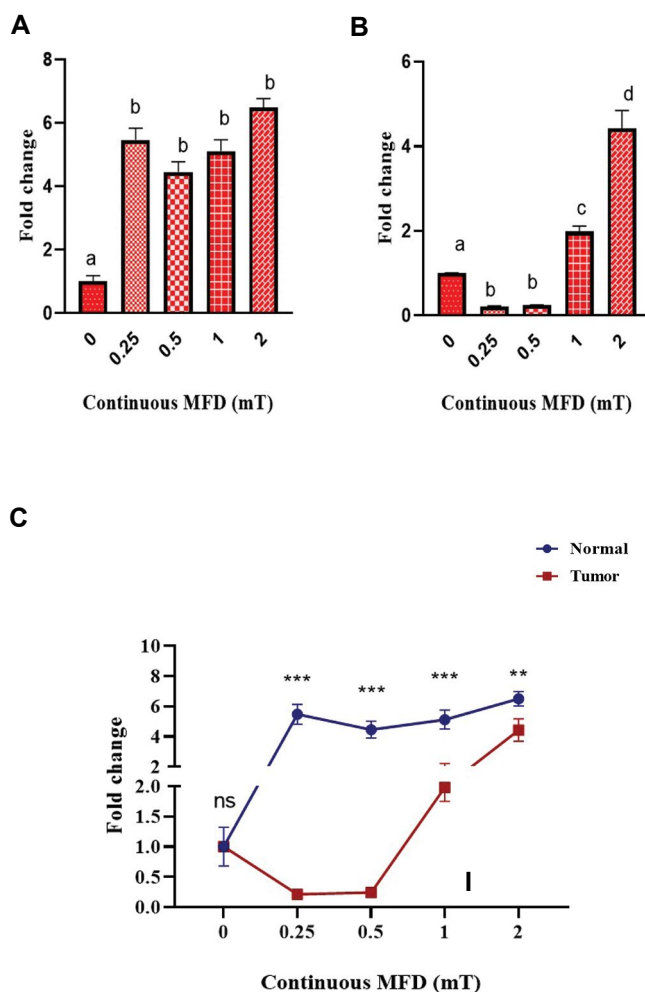 A
Fold change
8
6
4
2
0
a
b
b
b
b
0
0.25
0.5
1
2
Continuous MFD (mT)
B
Fold change
6
4
2
0
a
b
b
c
d
0
0.25
0.5
1
2
Continuous MFD (mT)
C
Normal
Tumor
Fold change
10
8
6
4
2
2.0
1.5
1.0
0.5
0.0
ns
***
***
***
**
I
0
0.25
0.5
1
2
Continuous MFD (mT)